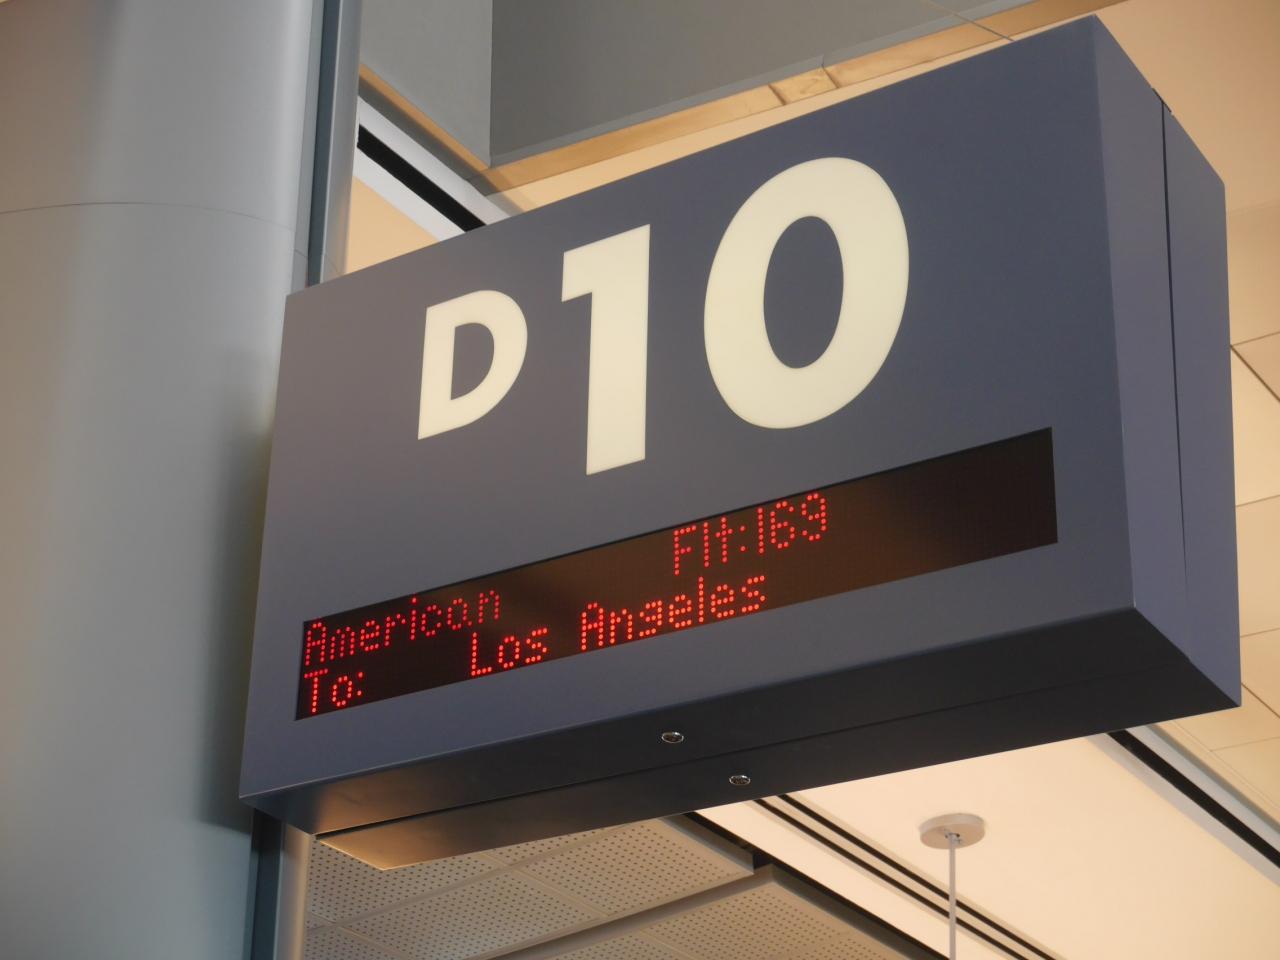 D10
American Flt:169
To: Los Angeles